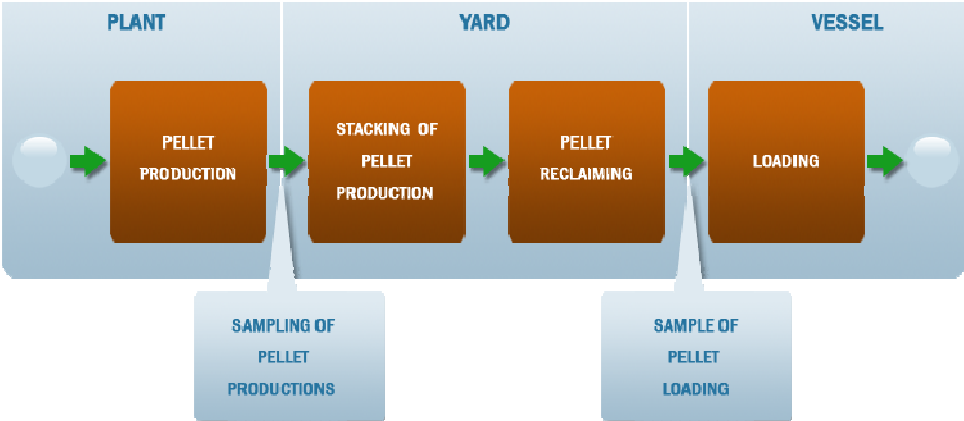 PLANT
YARD
VESSEL
PELLET
PRODUCTION
STACKING OF
PELLET
PRODUCTION
PELLET
RECLAIMING
LOADING
SAMPLING OF
PELLET
PRODUCTIONS
SAMPLE OF
PELLET
LOADING